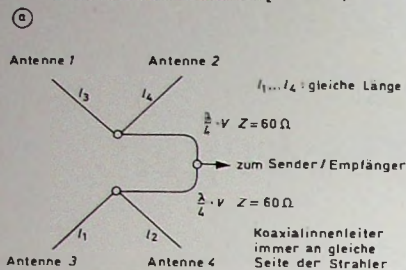 a
Antenne 1 Antenne 2
l3 l4 l1...l4 : gleiche Länge
λ/4 · V Z = 60 Ω
zum Sender / Empfänger
λ/4 · V Z = 60 Ω
l1 l2
Koaxialinnenleiter
immer an gleiche
Seite der Strahler
Antenne 3 Antenne 4